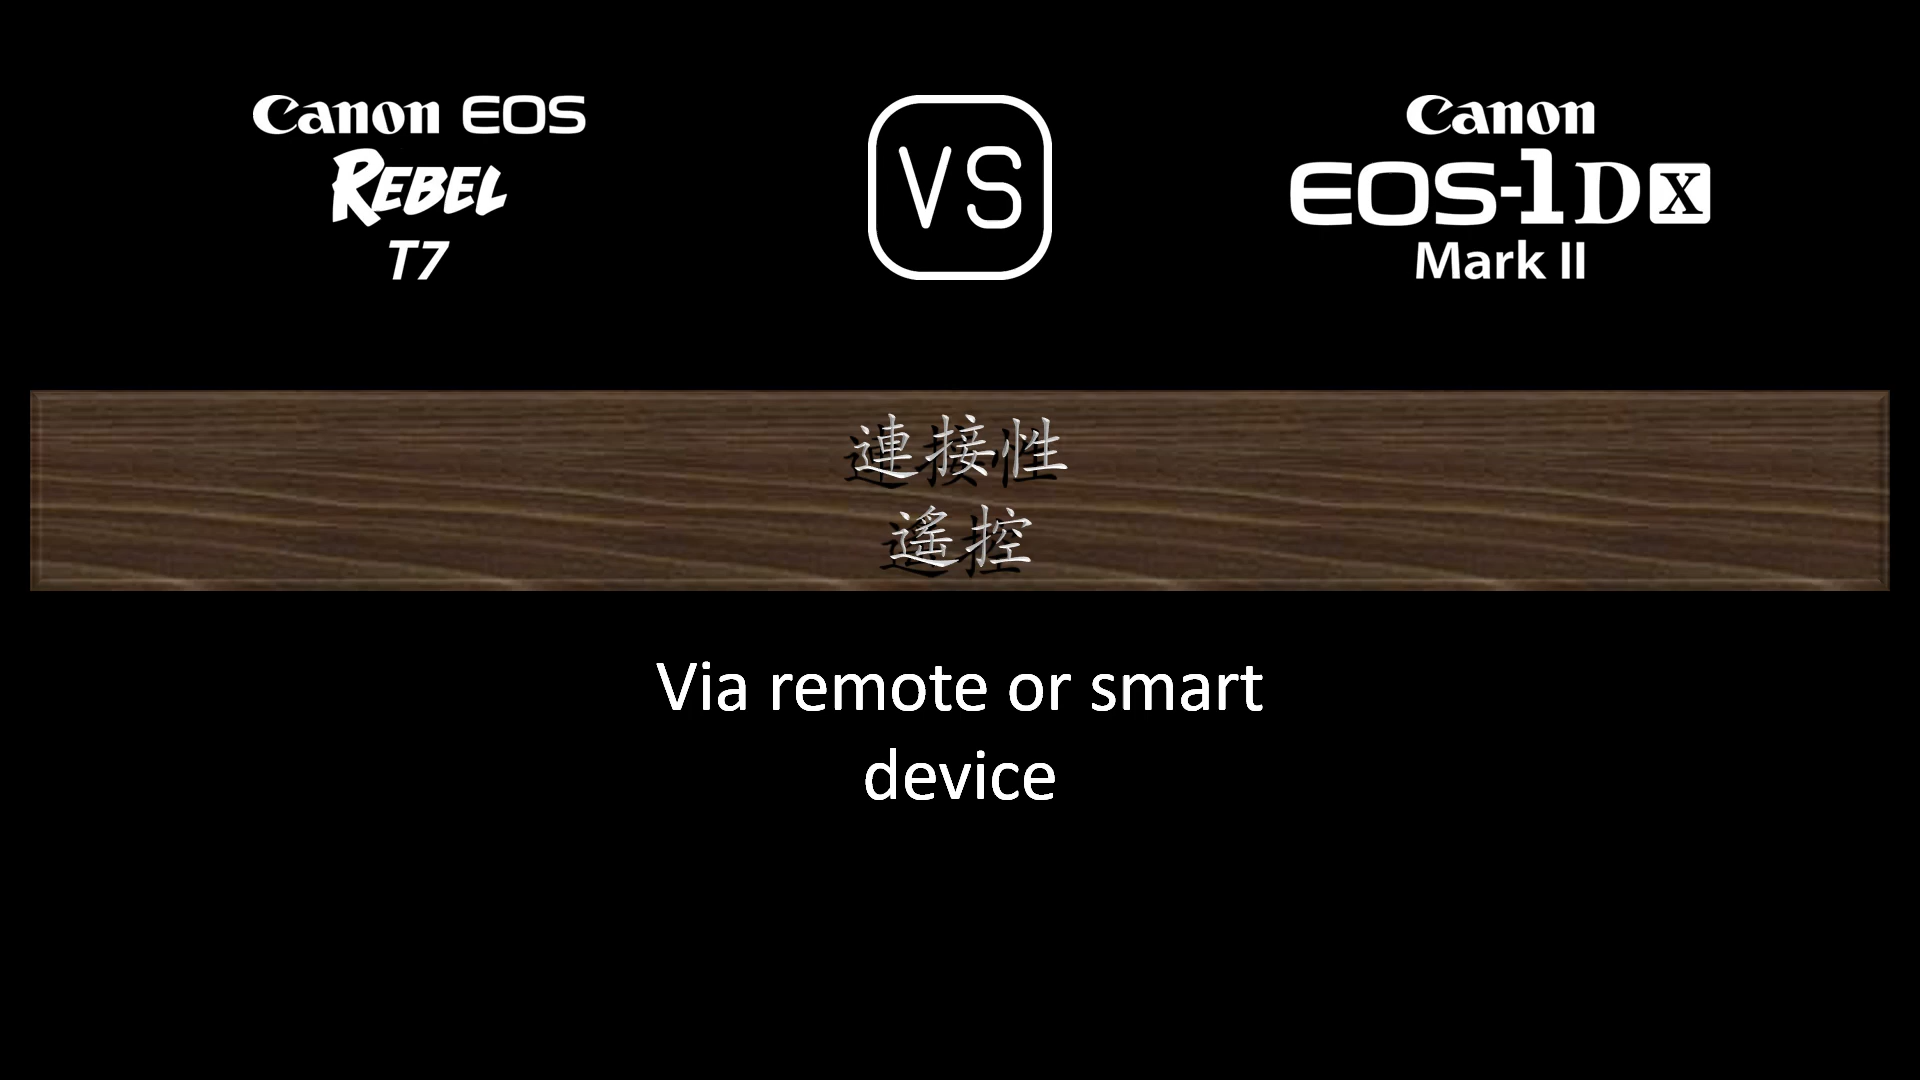 Canon EOS
REBEL
T7
VS
Canon
EOS-1D X
Mark II
連接性
遙控
Via remote or smart
device